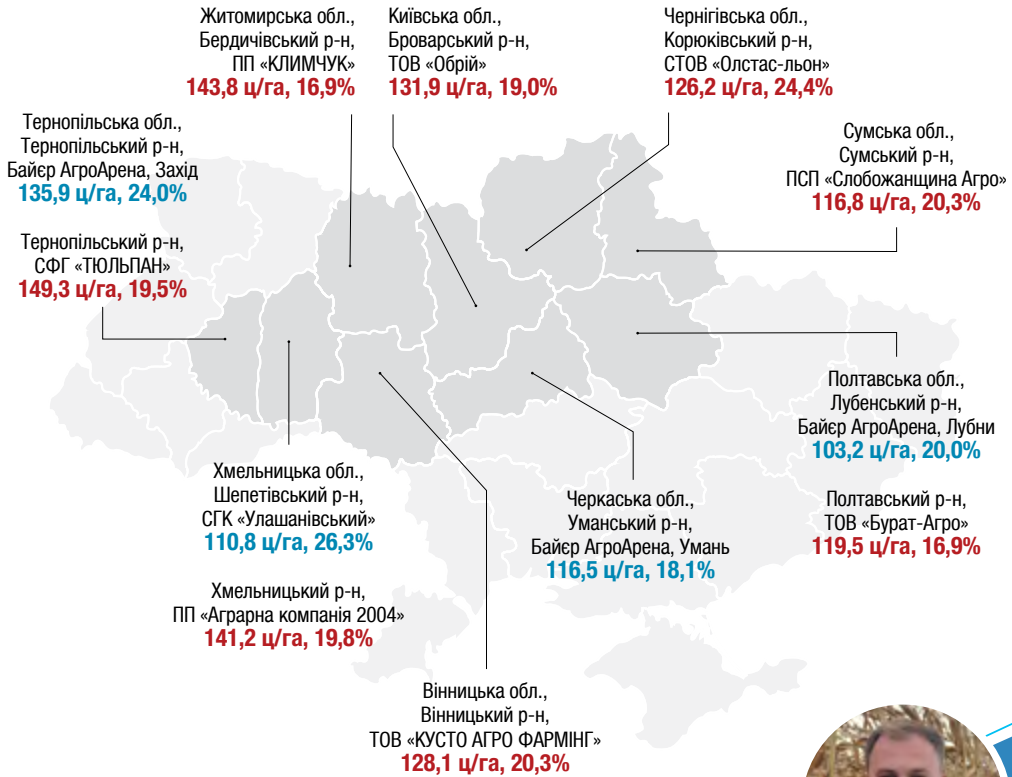 Житомирська обл.,
Бердичівський р-н,
ПП «КЛИМЧУК»
143,8 ц/га, 16,9%
Київська обл.,
Броварський р-н,
ТОВ «Обрій»
131,9 ц/га, 19,0%
Чернігівська обл.,
Корюківський р-н,
СТОВ «Олстас-льон»
126,2 ц/га, 24,4%
Тернопільська обл.,
Тернопільський р-н,
Байєр АгроАрена, Захід
135,9 ц/га, 24,0%
Сумська обл.,
Сумський р-н,
ПСП «Слобожанщина Агро»
116,8 ц/га, 20,3%
Тернопільський р-н,
СФГ «ТЮЛЬПАН»
149,3 ц/га, 19,5%
Полтавська обл.,
Лубенський р-н,
Байєр АгроАрена, Лубни
103,2 ц/га, 20,0%
Хмельницька обл.,
Шепетівський р-н,
СГК «Улашанівський»
110,8 ц/га, 26,3%
Черкаська обл.,
Уманський р-н,
Байєр АгроАрена, Умань
116,5 ц/га, 18,1%
Полтавський р-н,
ТОВ «Бурат-Агро»
119,5 ц/га, 16,9%
Хмельницький р-н,
ПП «Аграрна компанія 2004»
141,2 ц/га, 19,8%
Вінницька обл.,
Вінницький р-н,
ТОВ «КУСТО АГРО ФАРМІНГ»
128,1 ц/га, 20,3%